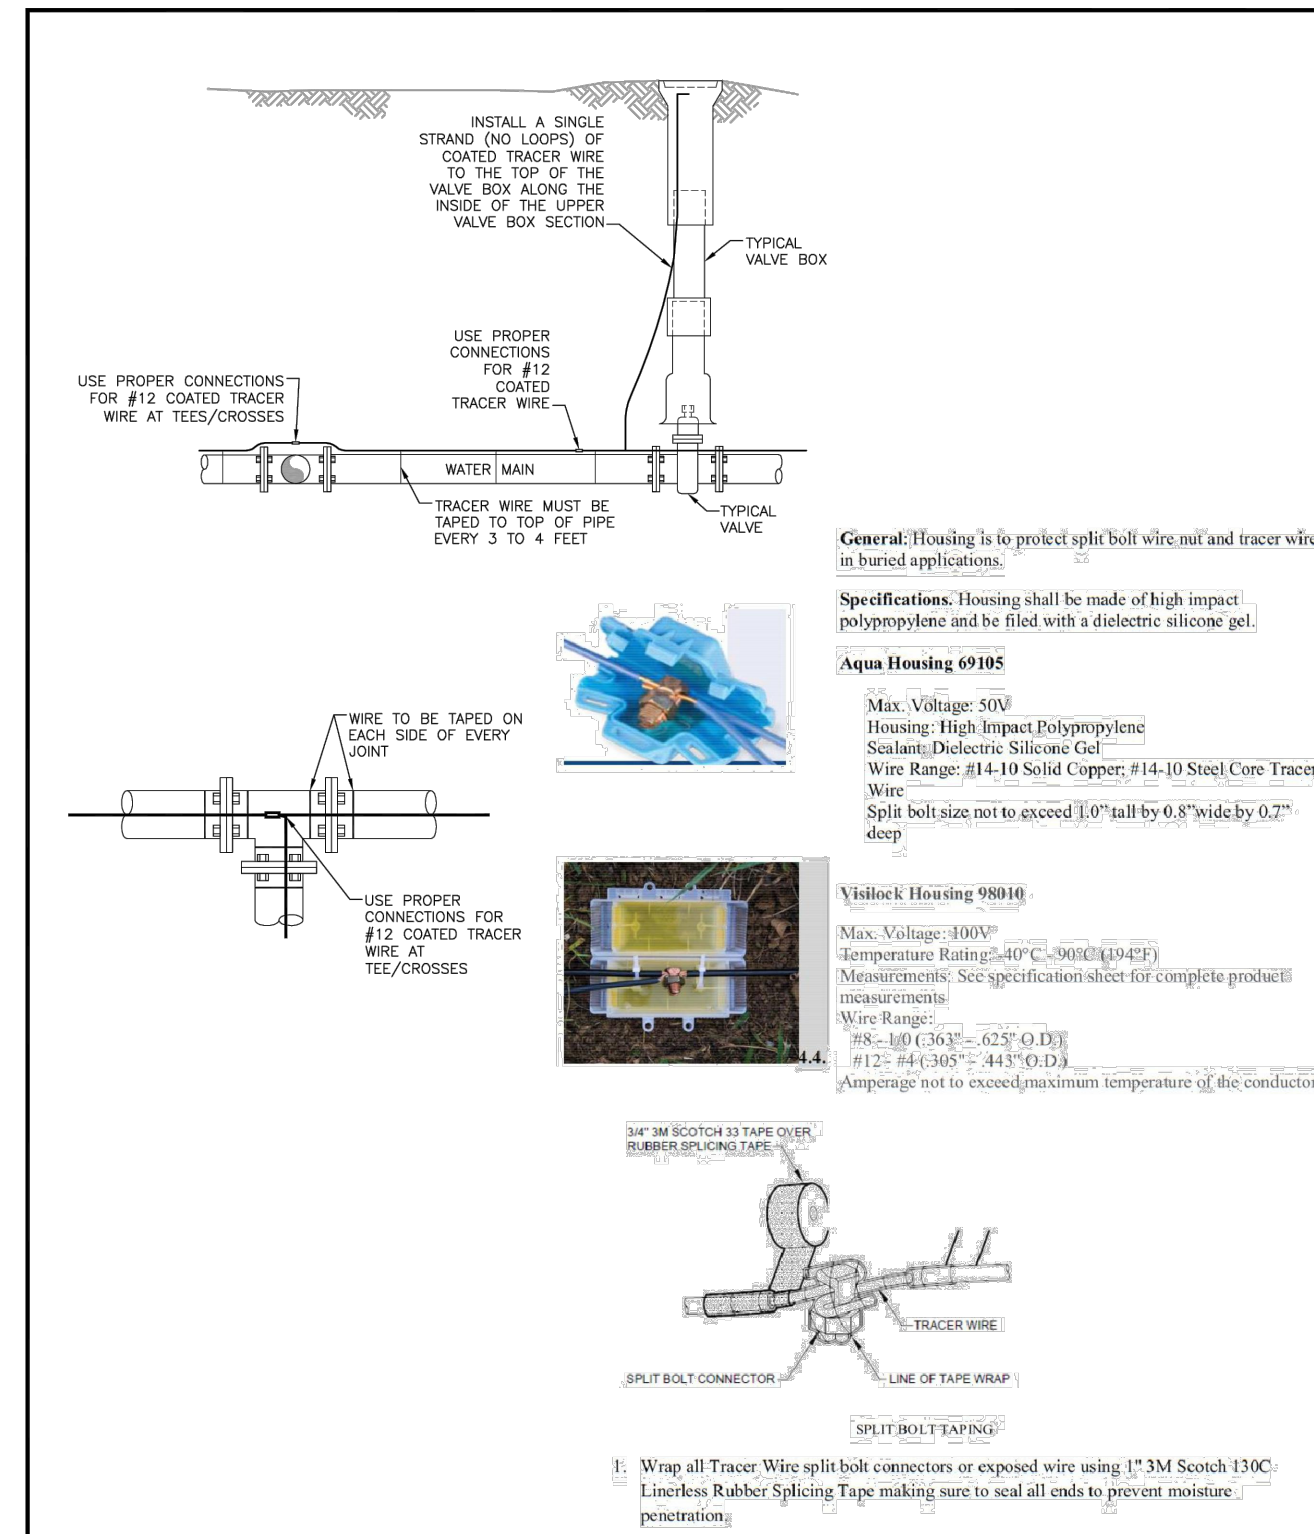 INSTALL A SINGLE
STRAND (NO LOOPS) OF
COATED TRACER WIRE
TO THE TOP OF THE
VALVE BOX ALONG THE
INSIDE OF THE UPPER
VALVE BOX SECTION
TYPICAL
VALVE BOX
USE PROPER
CONNECTIONS
FOR #12
COATED
TRACER WIRE
USE PROPER CONNECTIONS
FOR #12 COATED TRACER
WIRE AT TEES/CROSSES
WATER MAIN
TRACER WIRE MUST BE
TAPED TO TOP OF PIPE
EVERY 3 TO 4 FEET
TYPICAL
VALVE
General: Housing is to protect split bolt wire nut and tracer wire
in buried applications.
Specifications. Housing shall be made of high impact
polypropylene and be filed with a dielectric silicone gel.
Aqua Housing 69105
Max. Voltage: 50V
Housing: High Impact Polypropylene
Sealant: Dielectric Silicone Gel
Wire Range: #14-10 Solid Copper; #14-10 Steel Core Tracer
Wire
Split bolt size not to exceed 1.0” tall by 0.8”wide by 0.7”
deep
WIRE TO BE TAPED ON
EACH SIDE OF EVERY
JOINT
USE PROPER
CONNECTIONS FOR
#12 COATED TRACER
WIRE AT
TEE/CROSSES
Visilock Housing 98010
Max. Voltage: 100V
Temperature Rating: -40°C - 90°C (194°F)
Measurements: See specification sheet for complete product
measurements
Wire Range:
#8 - 1/0 (.363" - .625" O.D.)
#12 - #4 (.305" - .443" O.D.)
Amperage not to exceed maximum temperature of the conductor
4.4.
3/4" 3M SCOTCH 33 TAPE OVER
RUBBER SPLICING TAPE
TRACER WIRE
SPLIT BOLT CONNECTOR
LINE OF TAPE WRAP
SPLIT BOLT TAPING
1. Wrap all Tracer Wire split bolt connectors or exposed wire using 1" 3M Scotch 130C
Linerless Rubber Splicing Tape making sure to seal all ends to prevent moisture
penetration.